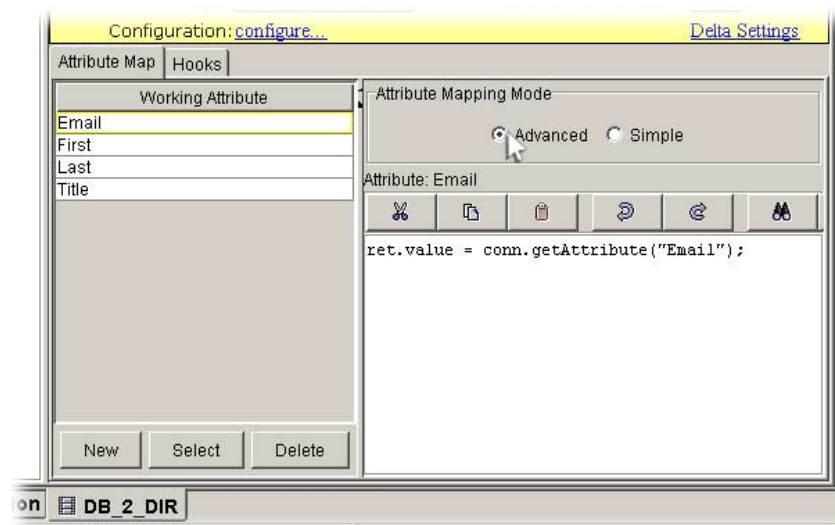 Configuration: configure...
Delta Settings
Attribute Map
Hooks
Working Attribute
Email
First
Last
Title
New
Select
Delete
Attribute Mapping Mode
Advanced
Simple
Attribute: Email
ret.value = conn.getAttribute("Email");
on
DB_2_DIR